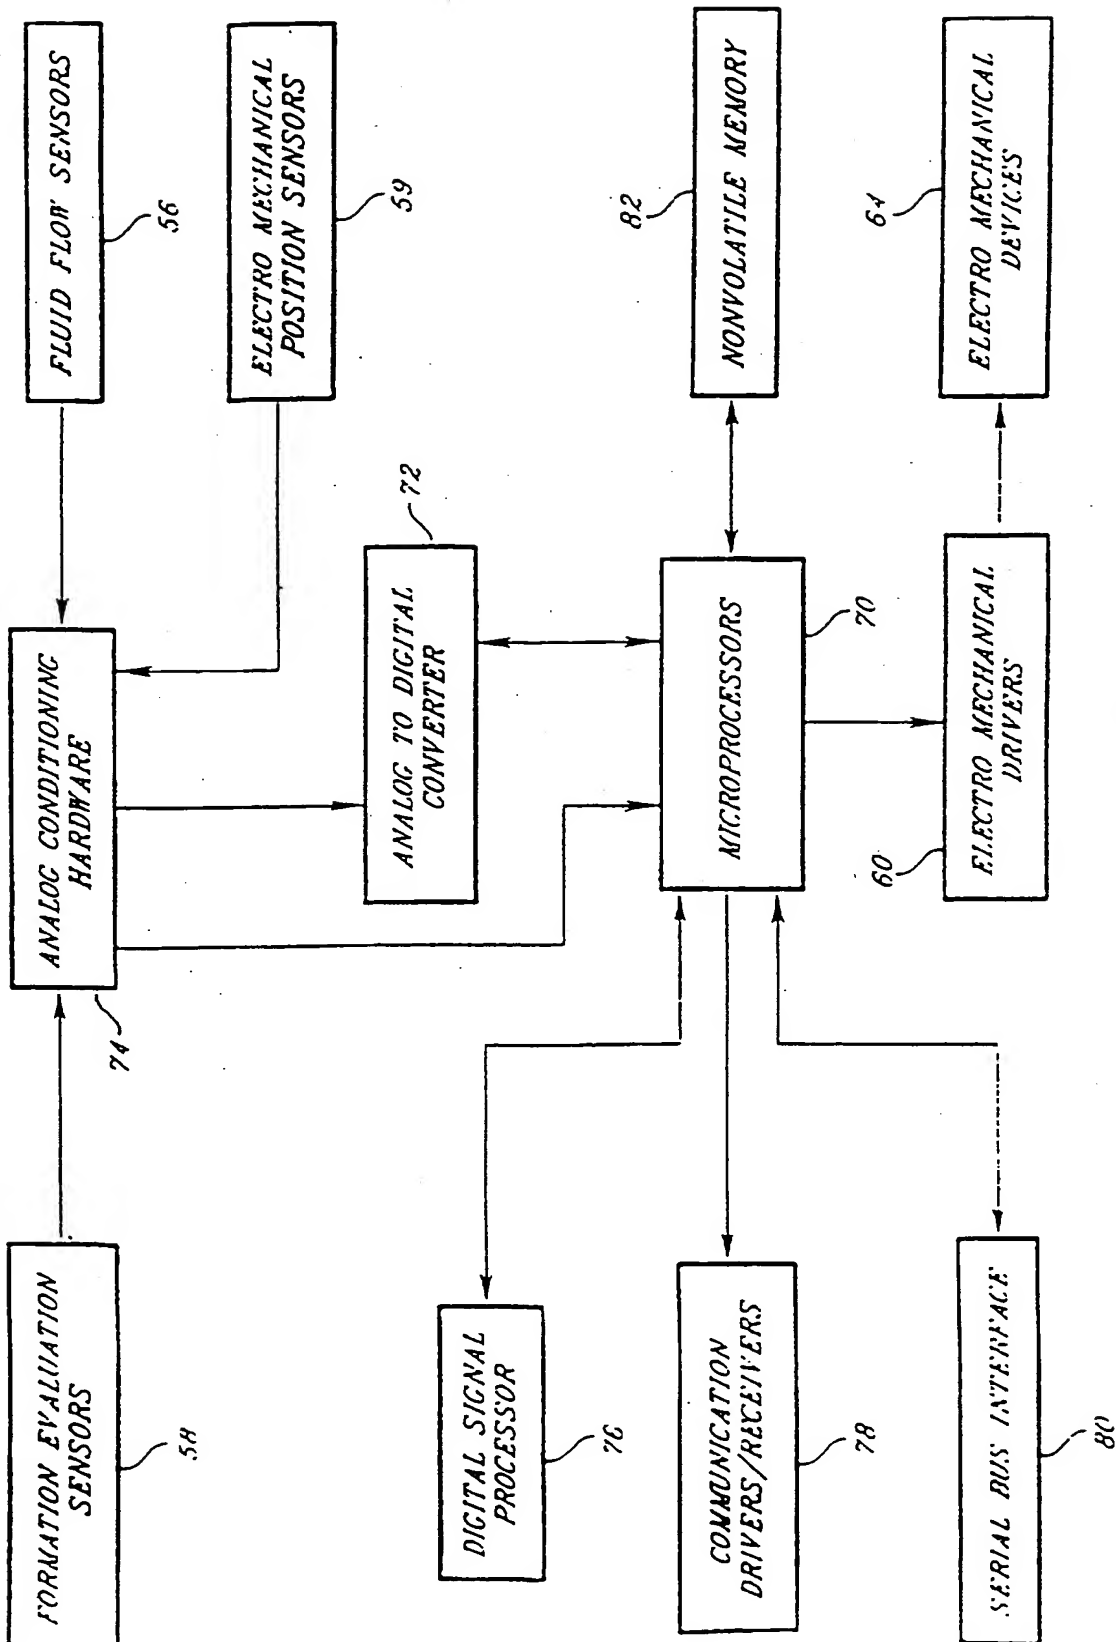 FORMATION EVALUATION
SENSORS
58
ANALOG CONDITIONING
HARDWARE
74
FLUID FLOW SENSORS
56
ELECTRO MECHANICAL
POSITION SENSORS
59
ANALOG TO DIGITAL
CONVERTER
72
DIGITAL SIGNAL
PROCESSOR
76
COMMUNICATION
DRIVERS/RECEIVERS
78
MICROPROCESSORS
70
NONVOLATILE MEMORY
82
SERIAL BUS INTERFACE
80
ELECTRO MECHANICAL
DRIVERS
60
ELECTRO MECHANICAL
DEVICES
64